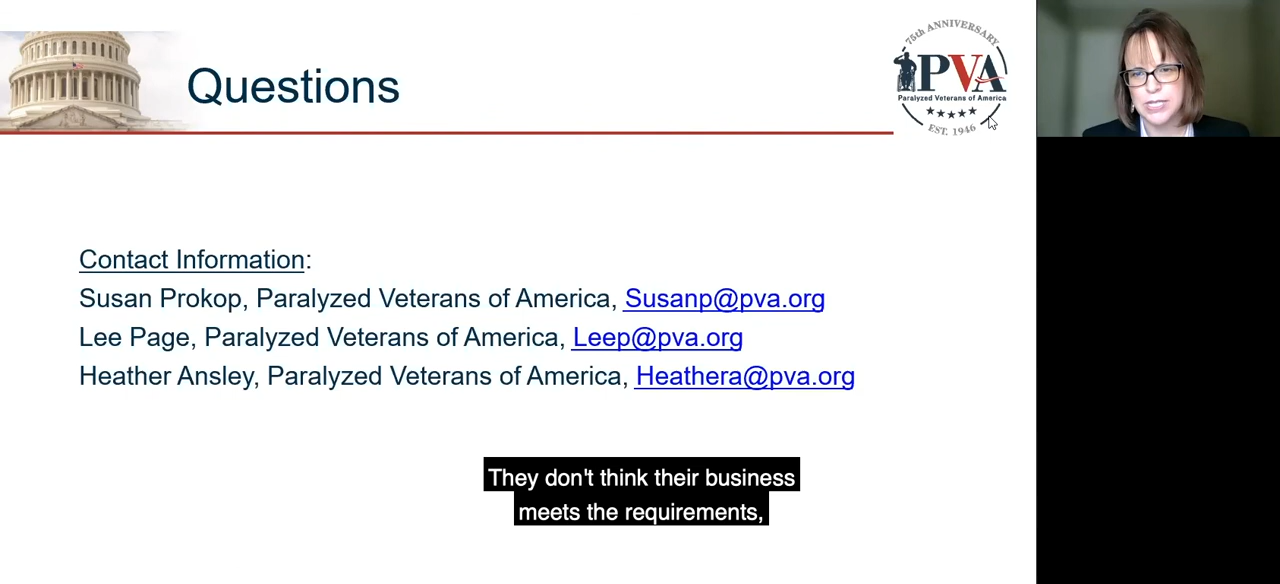 Questions
75th ANNIVERSARY
PVA
Paralyzed Veterans of America
EST. 1946
Contact Information:
Susan Prokop, Paralyzed Veterans of America, Susanp@pva.org
Lee Page, Paralyzed Veterans of America, Leep@pva.org
Heather Ansley, Paralyzed Veterans of America, Heathera@pva.org
They don't think their business
meets the requirements,